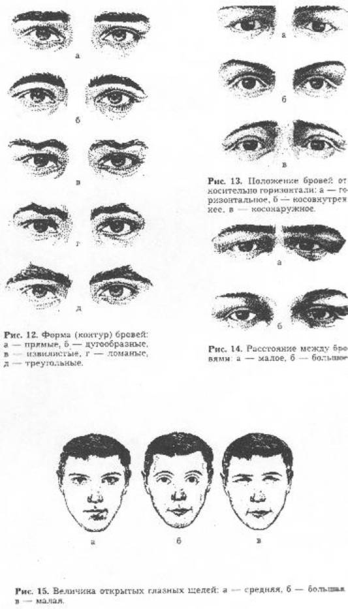 а
б
в
г
д
Рис. 12. Форма (контур) бровей:
а — прямые, б — дугообразные,
в — извилистые, г — ломаные,
д — треугольные.
а
б
в
Рис. 13. Положение бровей от
косительно горизонтали: а — го
ризонтальное, б — косовнутрен
нее, в — косонаружное.
а
б
Рис. 14. Расстояние между бро
вями а — малое, б — большое
а
б
в
Рис. 15. Величина открытых глазных щелей: а — средняя, б — большая
в — малая.